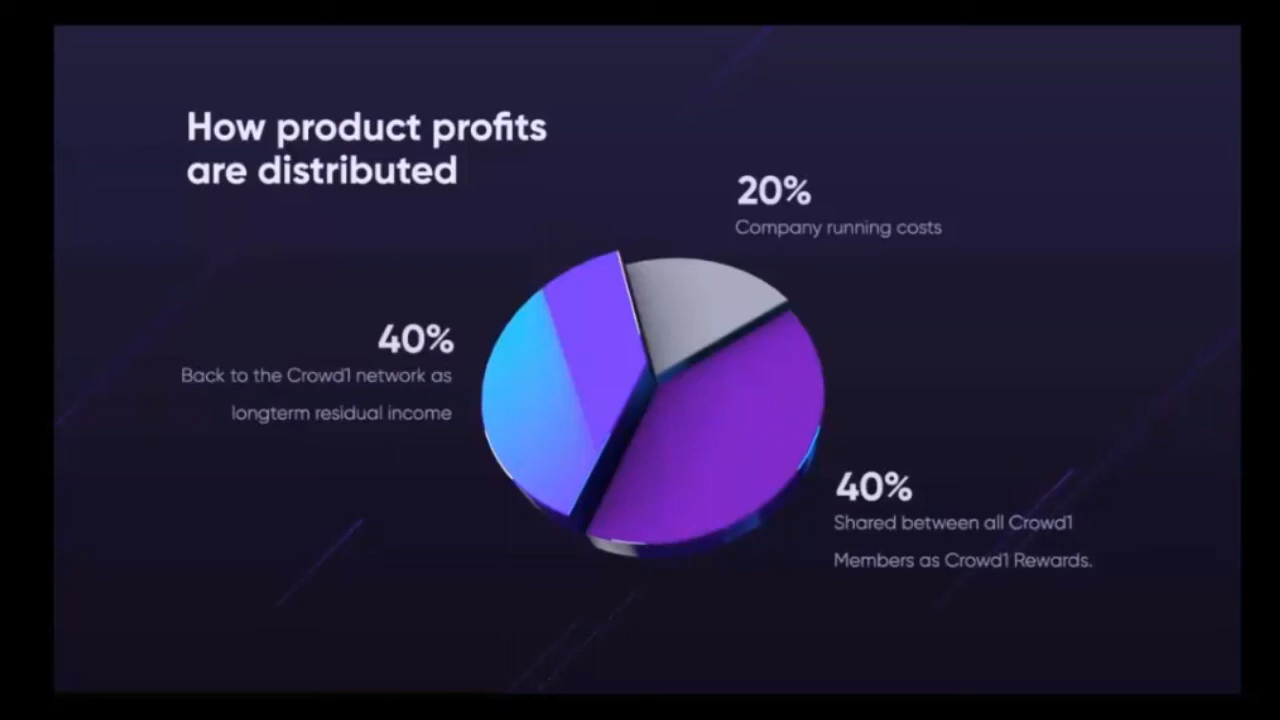 How product profits
are distributed
20%
Company running costs
40%
Back to the Crowd1 network as
longterm residual income
40%
Shared between all Crowd1
Members as Crowd1 Rewards.